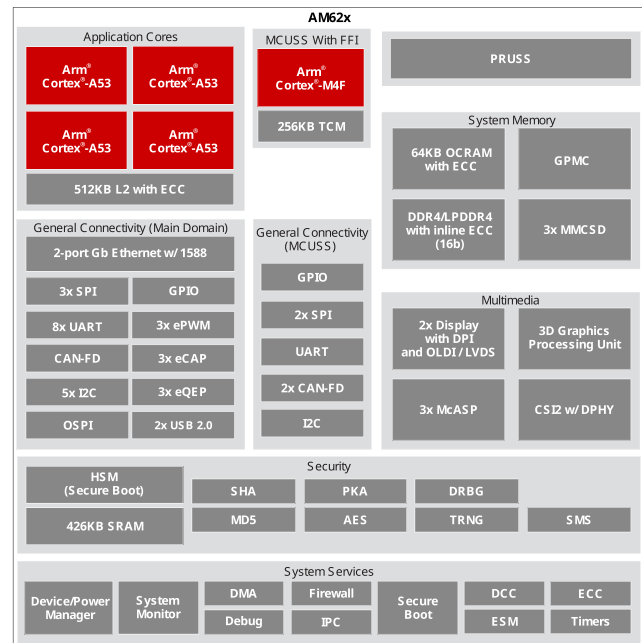 AM62x
Application Cores
Arm®
Cortex®-A53
Arm®
Cortex®-A53
Arm®
Cortex®-A53
Arm®
Cortex®-A53
512KB L2 with ECC
MCUSS With FFI
Arm®
Cortex®-M4F
256KB TCM
PRUSS
System Memory
64KB OCRAM
with ECC
GPMC
DDR4/LPDDR4
with inline ECC
(16b)
3x MMCSD
General Connectivity (Main Domain)
2-port Gb Ethernet w/ 1588
3x SPI
GPIO
8x UART
3x ePWM
CAN-FD
3x eCAP
5x I2C
3x eQEP
OSPI
2x USB 2.0
General Connectivity
(MCUSS)
GPIO
2x SPI
UART
2x CAN-FD
I2C
Multimedia
2x Display
with DPI
and OLDI/LVDS
3D Graphics
Processing Unit
3x McASP
CSI2 w/ DPHY
Security
HSM
(Secure Boot)
426KB SRAM
SHA
PKA
DRBG
MD5
AES
TRNG
SMS
System Services
Device/Power
Manager
System
Monitor
DMA
Debug
Firewall
IPC
Secure
Boot
DCC
ESM
ECC
Timers